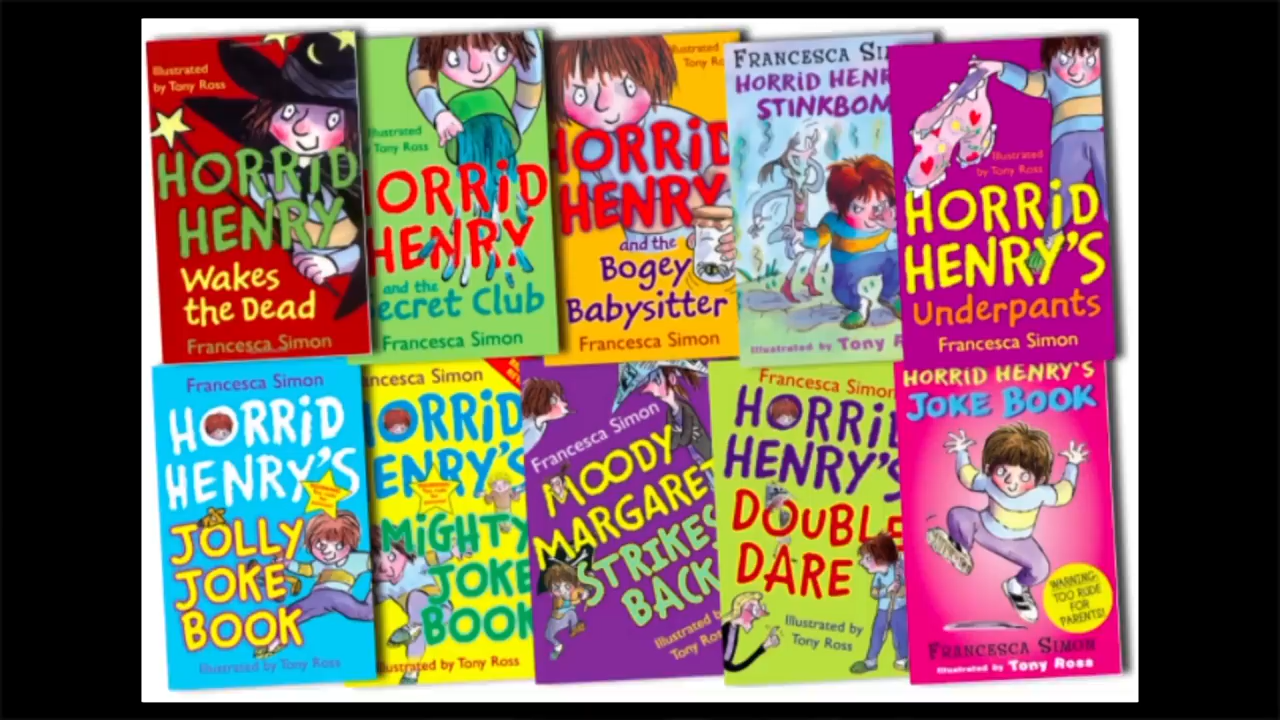 Illustrated
by Tony Ross
HORRID
HENRY
Wakes
the Dead
Francesca Simon
Illustrated
Tony Ross
ORRID
HENRY
and the
ecret Club
Francesca Simon
Illustrated
Tony Ross
HORRID
HENRY
and the
Bogey
Babysitter
Francesca Simon
FRANCESCA SI
HORRID HENR
STINKBOM
Illustrated by Tony R
Illustrated
by Tony Ross
HORRID
HENRY'S
Underpants
Francesca Simon
Francesca Simon
HORRID
HENRY'S
JOLLY
JOKE
BOOK
Illustrated by Tony Ross
ancesca Simon
ORRID
ENRY'S
MIGHTY
JOKE
BOOK
llustrated by Tony Ross
Francesca Simon
MOODY
MARGARET
STRIKES
BACK
Illustrated b
Tony Ros
Francesca Simon
HORRID
HENRY'S
DOUBLE
DARE
Illustrated by
Tony Ross
HORRID HENRY'S
JOKE BOOK
WARNING:
TOO RUDE
FOR
PARENTS!
FRANCESCA SIMON
Illustrated by Tony Ross